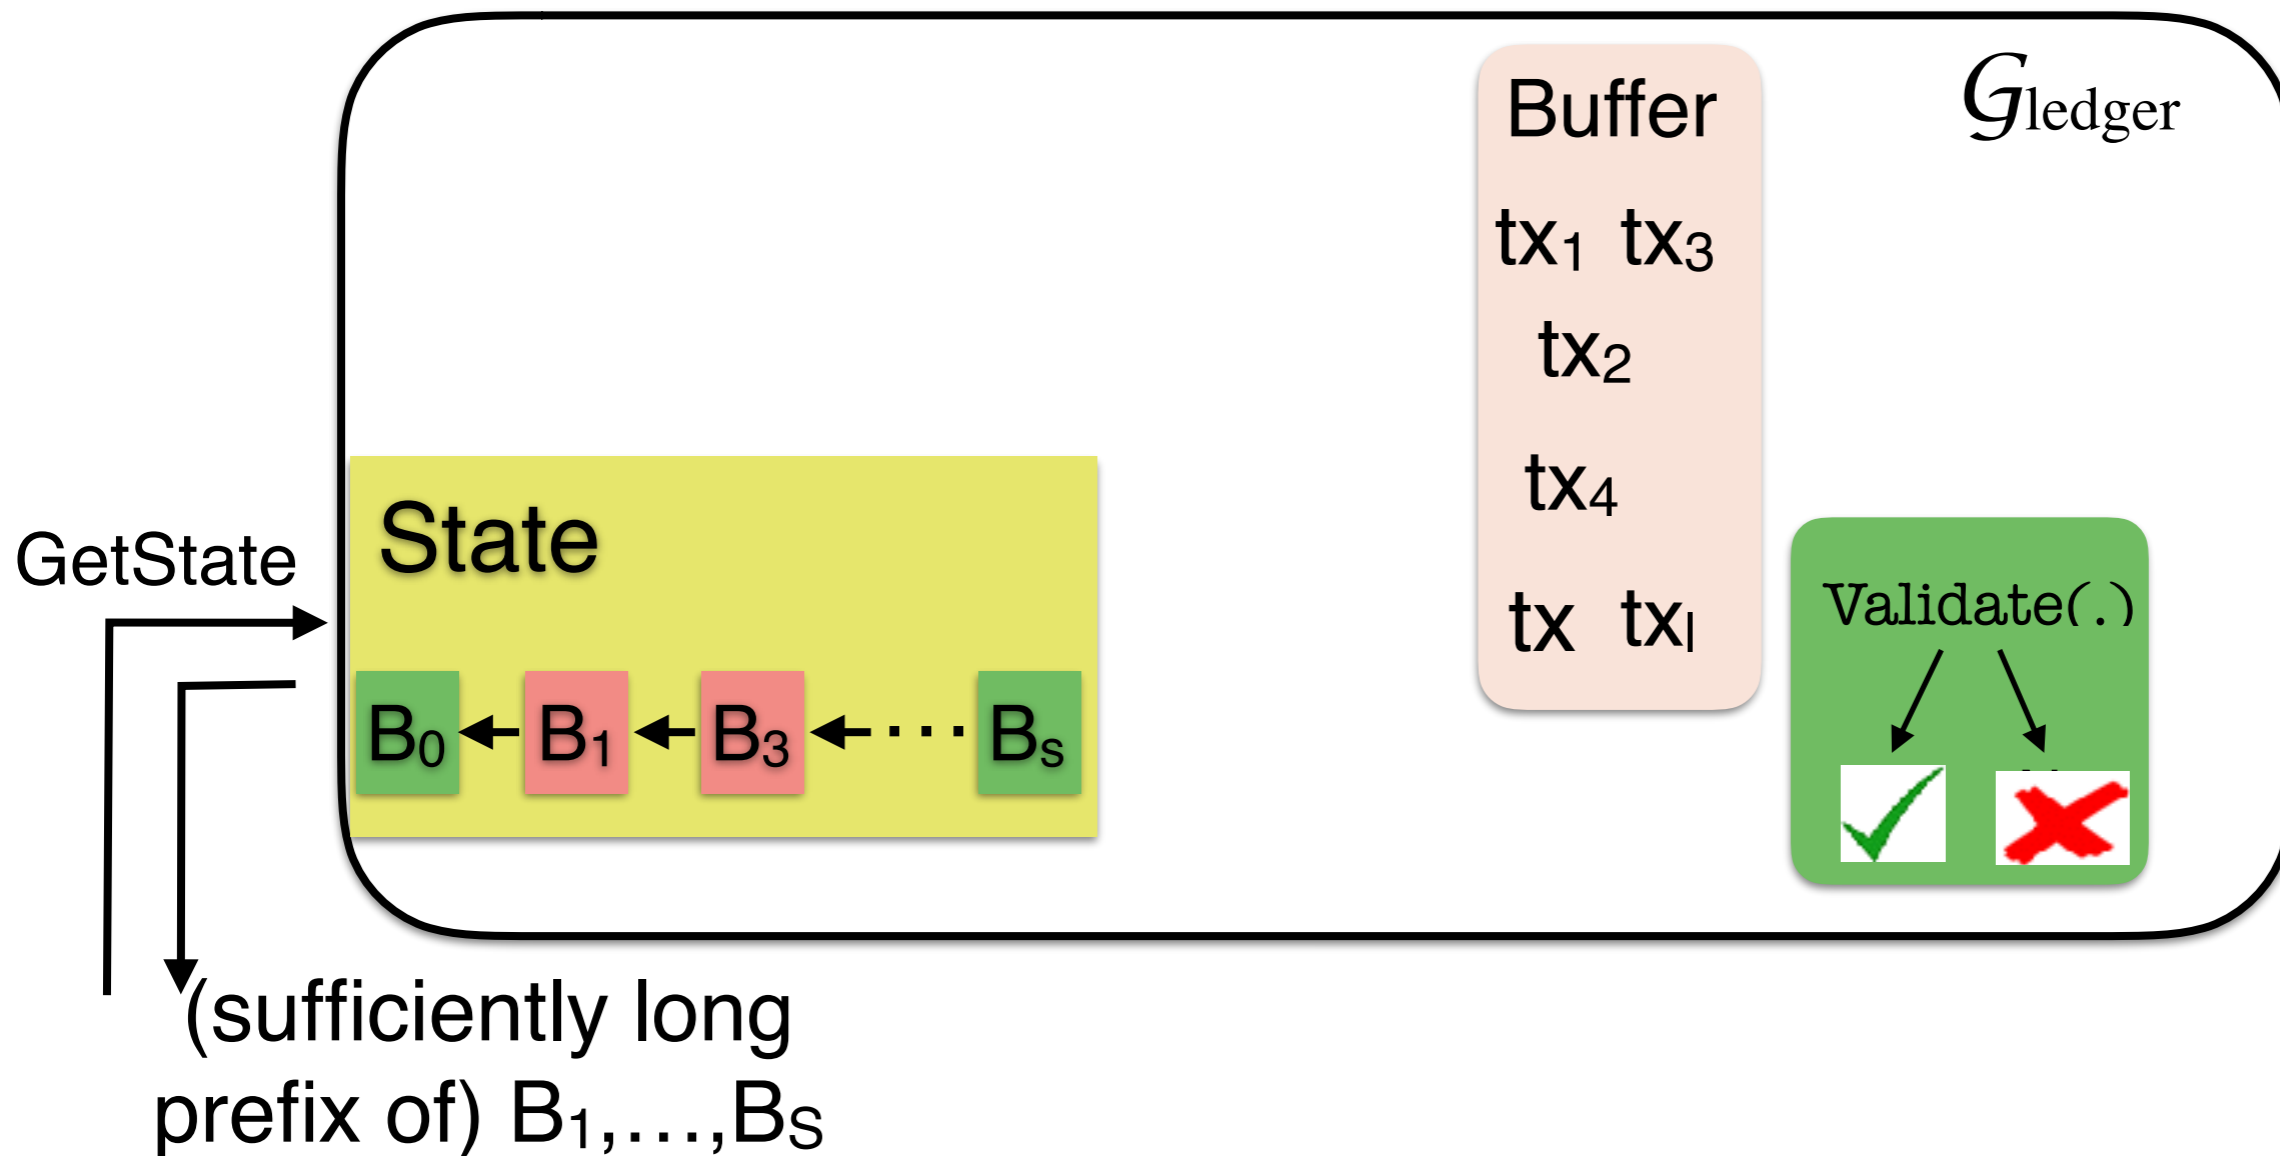 Buffer
𝒢ledger
tx1 tx3
tx2
tx4
tx txl
State
GetState
Validate(.)
B0 B1 B3 ··· Bs
(sufficiently long
prefix of) B1,...,BS